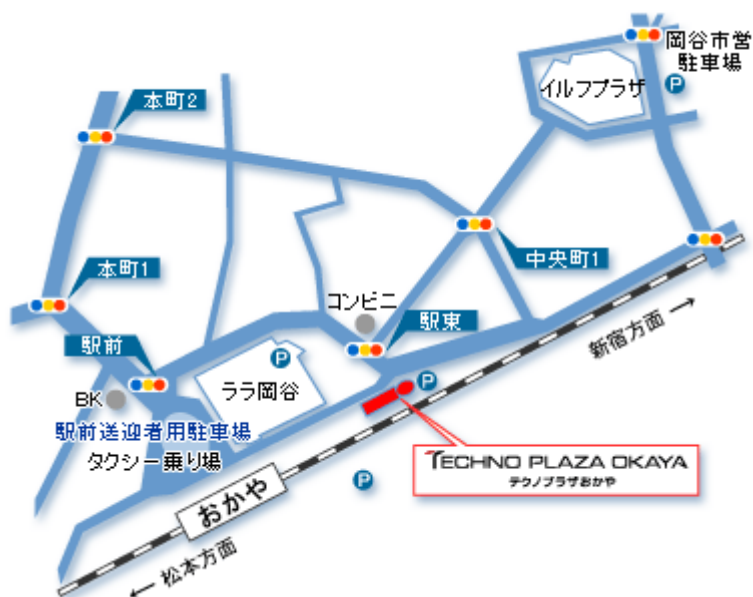 岡谷市営
駐車場
P
イルフプラザ
本町2
中央町1
本町1
コンビニ
駅東
駅前
P
ララ岡谷
P
BK
駅前送迎者用駐車場
タクシー乗り場
新宿方面 →
TECHNO PLAZA OKAYA
テクノプラザおかや
P
おかや
← 松本方面